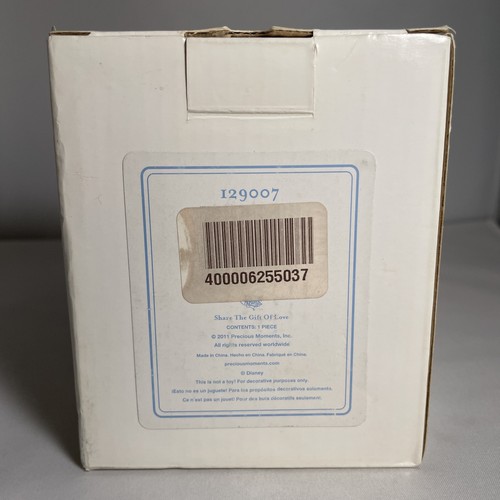 129007
400006255037
Share The Gift Of Love
CONTENTS: 1 PIECE
© 2011 Precious Moments, Inc.
All rights reserved worldwide
Made in China. Hecho en China. Fabriqué en Chine.
preciousmoments.com
© Disney
This is not a toy! For decorative purposes only.
¡Esto no es un juguete! Para los propósitos decorativos solamente.
Ce n'est pas un jouet! Pour des buts décoratifs seulement.